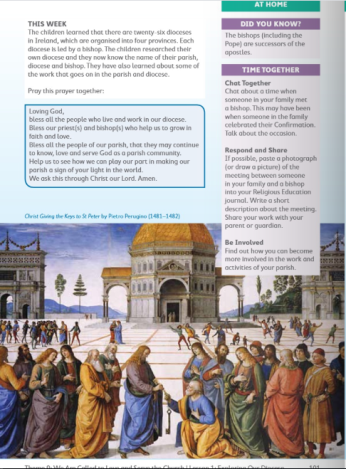 THIS WEEK
The children learned that there are twenty-six dioceses
in Ireland, which are organised into four provinces. Each
diocese is led by a bishop. The children researched their
own diocese and they now know the name of their parish,
diocese and bishop. They have also learned about some of
the work that goes on in the parish and diocese.
Pray this prayer together:
Loving God,
bless all the people who live and work in our diocese.
Bless our priest(s) and bishop(s) who help us to grow in
faith and love.
Bless all the people of our parish, that they may continue
to know, love and serve God as a parish community.
Help us to see how we can play our part in making our
parish a sign of your light in the world.
We ask this through Christ our Lord. Amen.
Christ Giving the Keys to St Peter by Pietro Perugino (1481–1482)
AT HOME
DID YOU KNOW?
The bishops (including the
Pope) are successors of the
apostles.
TIME TOGETHER
Chat Together
Chat about a time when
someone in your family met
a bishop. This may have been
when someone in the family
celebrated their Confirmation.
Talk about the occasion.
Respond and Share
If possible, paste a photograph
(or draw a picture) of the
meeting between someone
in your family and a bishop
into your Religious Education
journal. Write a short
description about the meeting.
Share your work with your
parent or guardian.
Be Involved
Find out how you can become
more involved in the work and
activities of your parish.
Theme 9: We Are Called to Love and Serve the Church | Lesson 1: Exploring Our Diocese 101